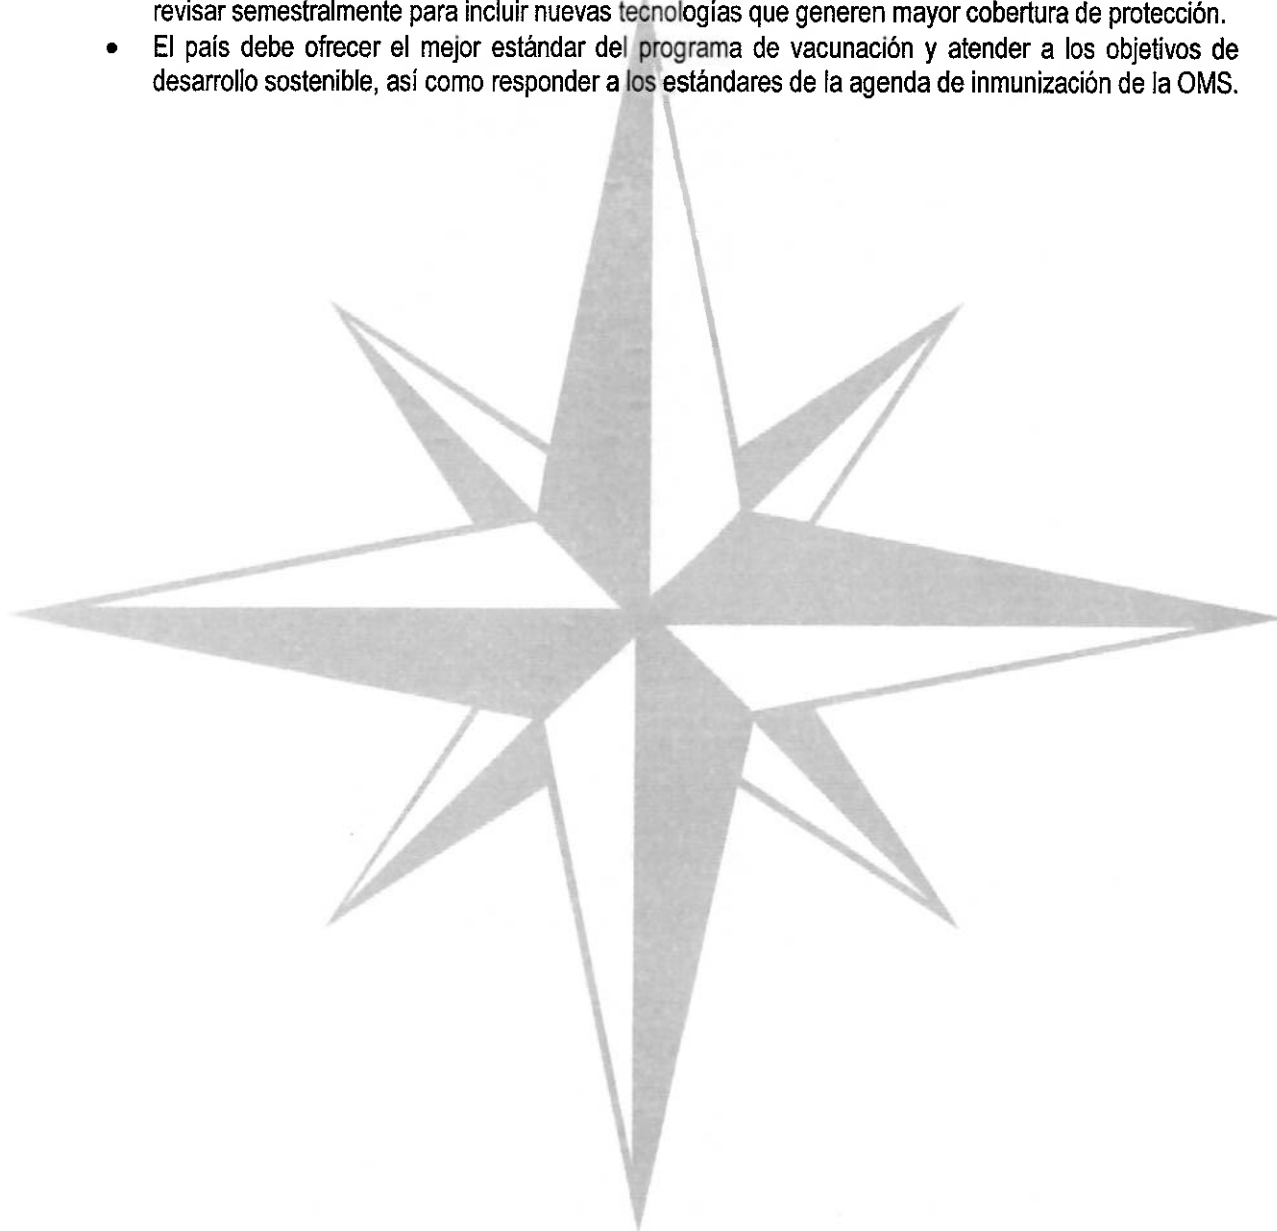 revisar semestralmente para incluir nuevas tecnologías que generen mayor cobertura de protección.
• El país debe ofrecer el mejor estándar del programa de vacunación y atender a los objetivos de
desarrollo sostenible, así como responder a los estándares de la agenda de inmunización de la OMS.